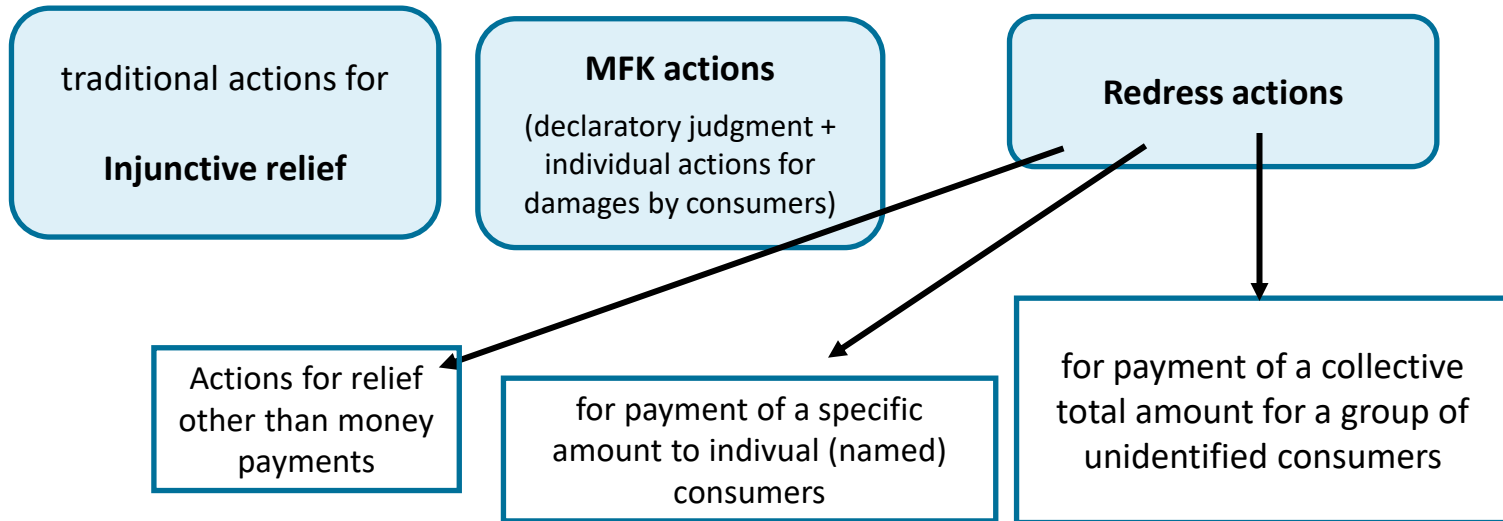 traditional actions for
Injunctive relief
MFK actions
(declaratory judgment +
individual actions for
damages by consumers)
Redress actions
Actions for relief
other than money
payments
for payment of a specific
amount to indivual (named)
consumers
for payment of a collective
total amount for a group of
unidentified consumers